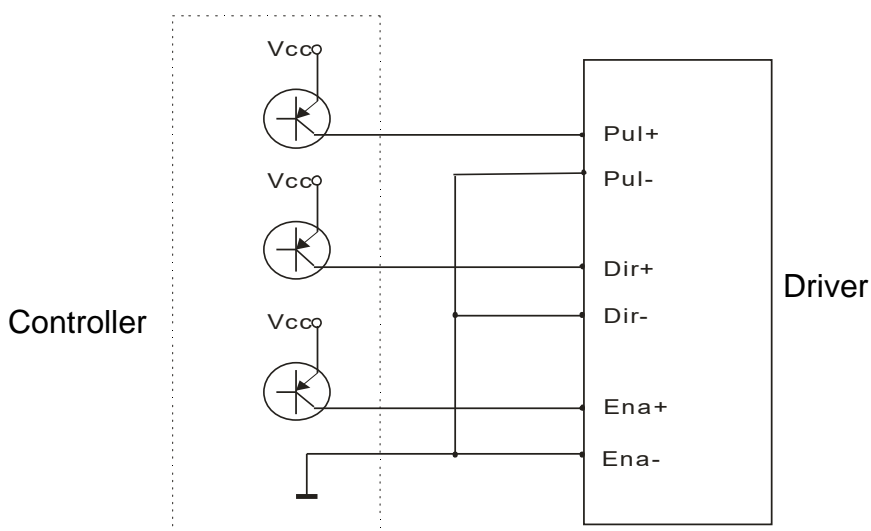 Vcc
Pul+
Pul-
Vcc
Dir+
Driver
Dir-
Controller
Vcc
Ena+
Ena-